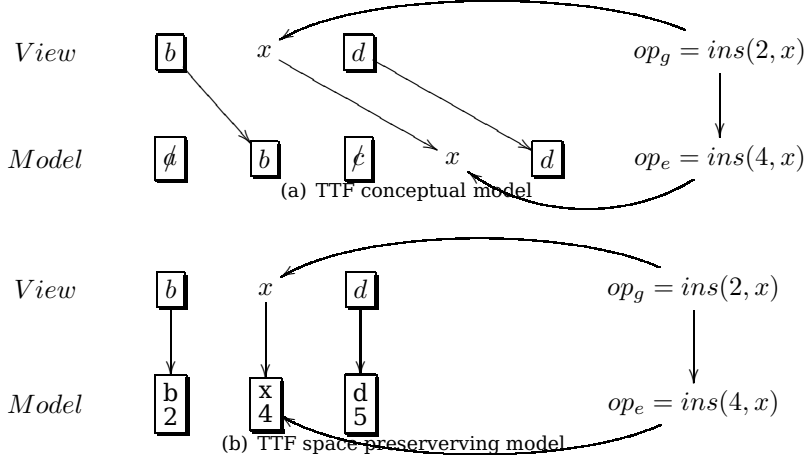 View b x d op_g = ins(2, x)
Model a b c x d op_e = ins(4, x)
(a) TTF conceptual model
View b x d op_g = ins(2, x)
Model b x d op_e = ins(4, x)
2 4 5
(b) TTF space preserverving model